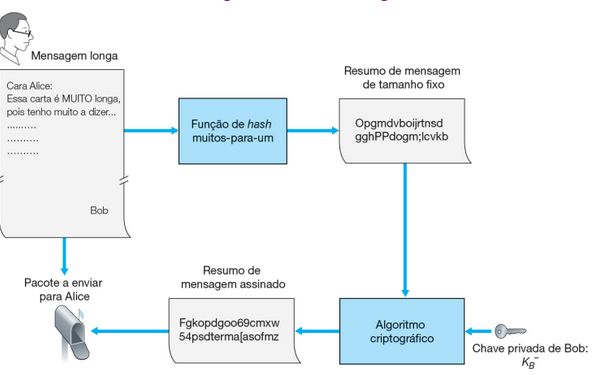 Mensagem longa
Cara Alice:
Essa carta é MUITO longa,
pois tenho muito a dizer...
..........
..........
..........
Bob
Função de hash
muitos-para-um
Resumo de mensagem
de tamanho fixo
Opgmdvboijrtnsd
gghPPdogm;lcvkb
Pacote a enviar
para Alice
Resumo de
mensagem assinado
Fgkopdgoo69cmxw
54psdterma[asofmz
Algoritmo
criptográfico
Chave privada de Bob:
K_B^-